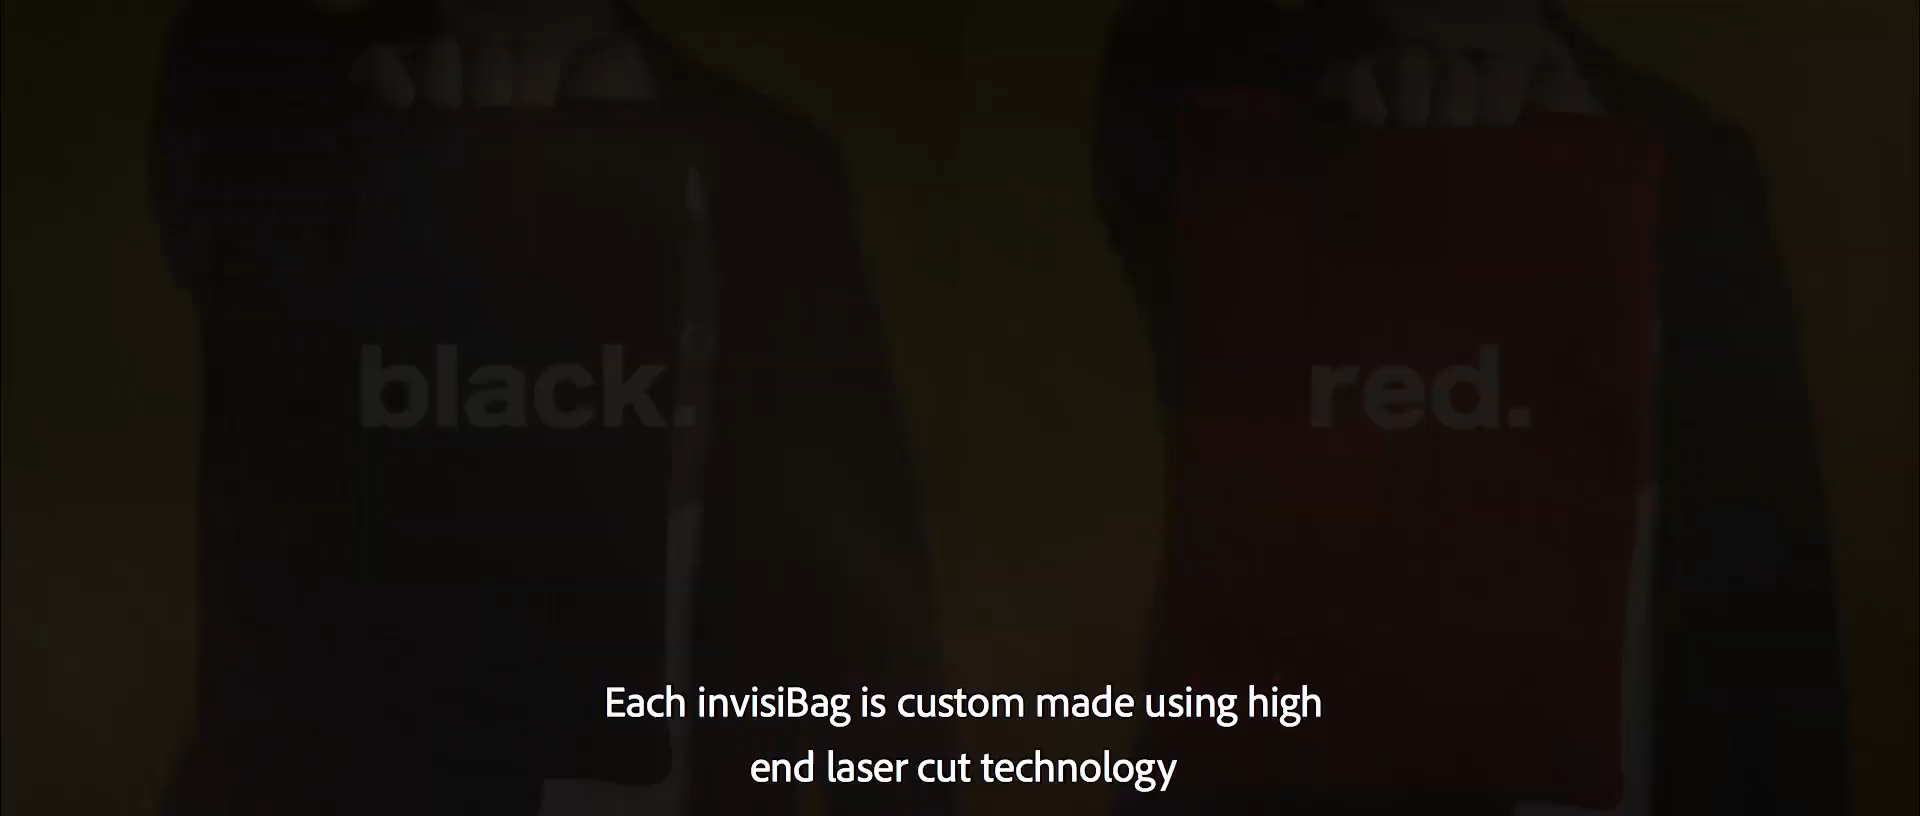 black.
red.
Each invisiBag is custom made using high
end laser cut technology